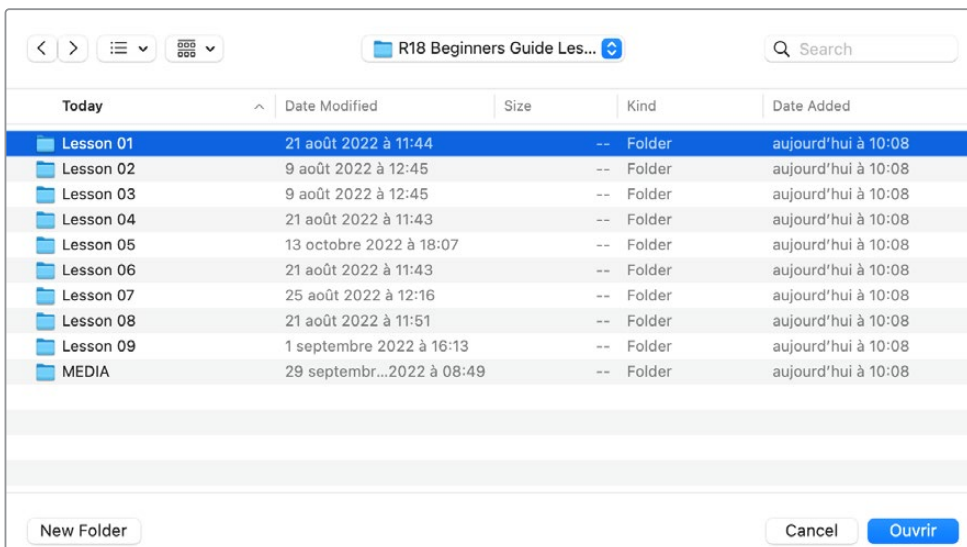 R18 Beginners Guide Les... Search
Today Date Modified Size Kind Date Added
Lesson 01 21 août 2022 à 11:44 -- Folder aujourd'hui à 10:08
Lesson 02 9 août 2022 à 12:45 -- Folder aujourd'hui à 10:08
Lesson 03 9 août 2022 à 12:45 -- Folder aujourd'hui à 10:08
Lesson 04 21 août 2022 à 11:43 -- Folder aujourd'hui à 10:08
Lesson 05 13 octobre 2022 à 18:07 -- Folder aujourd'hui à 10:08
Lesson 06 21 août 2022 à 11:43 -- Folder aujourd'hui à 10:08
Lesson 07 25 août 2022 à 12:16 -- Folder aujourd'hui à 10:08
Lesson 08 21 août 2022 à 11:51 -- Folder aujourd'hui à 10:08
Lesson 09 1 septembre 2022 à 16:13 -- Folder aujourd'hui à 10:08
MEDIA 29 septembr...2022 à 08:49 -- Folder aujourd'hui à 10:08
New Folder Cancel Ouvrir